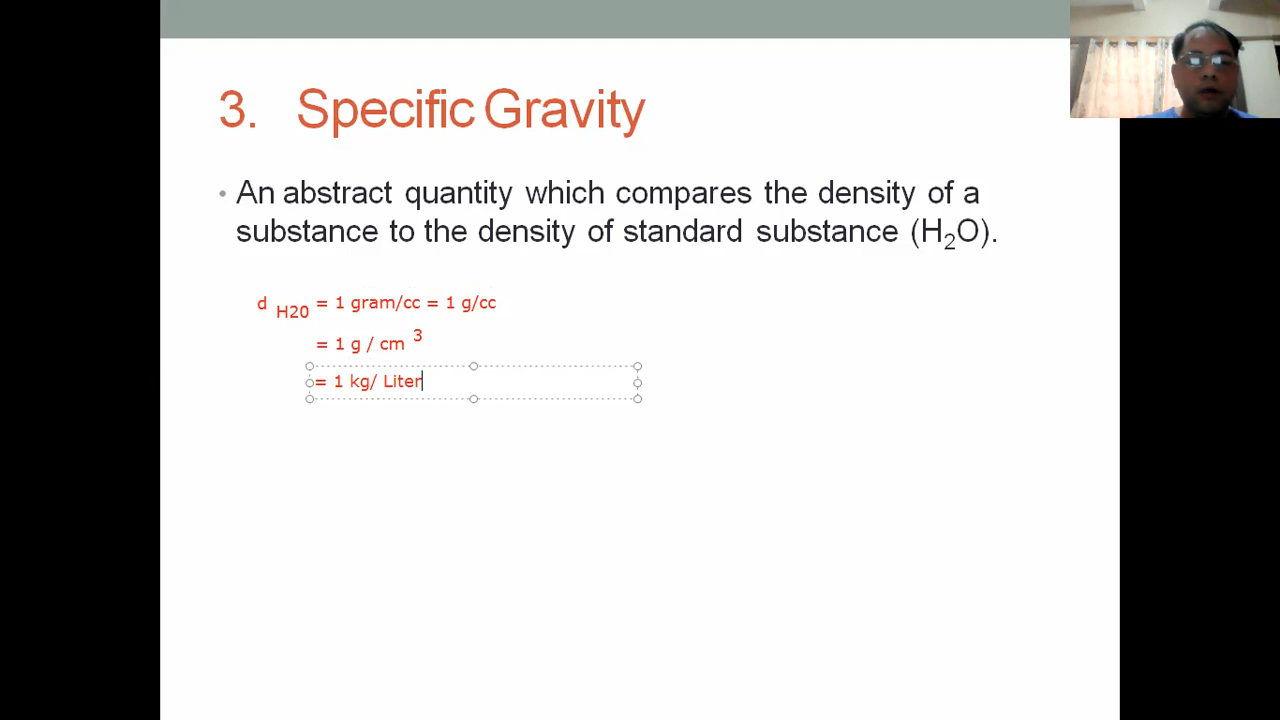 3. Specific Gravity
• An abstract quantity which compares the density of a
substance to the density of standard substance (H₂O).
d H20 = 1 gram/cc = 1 g/cc
= 1 g / cm 3
= 1 kg/ Liter